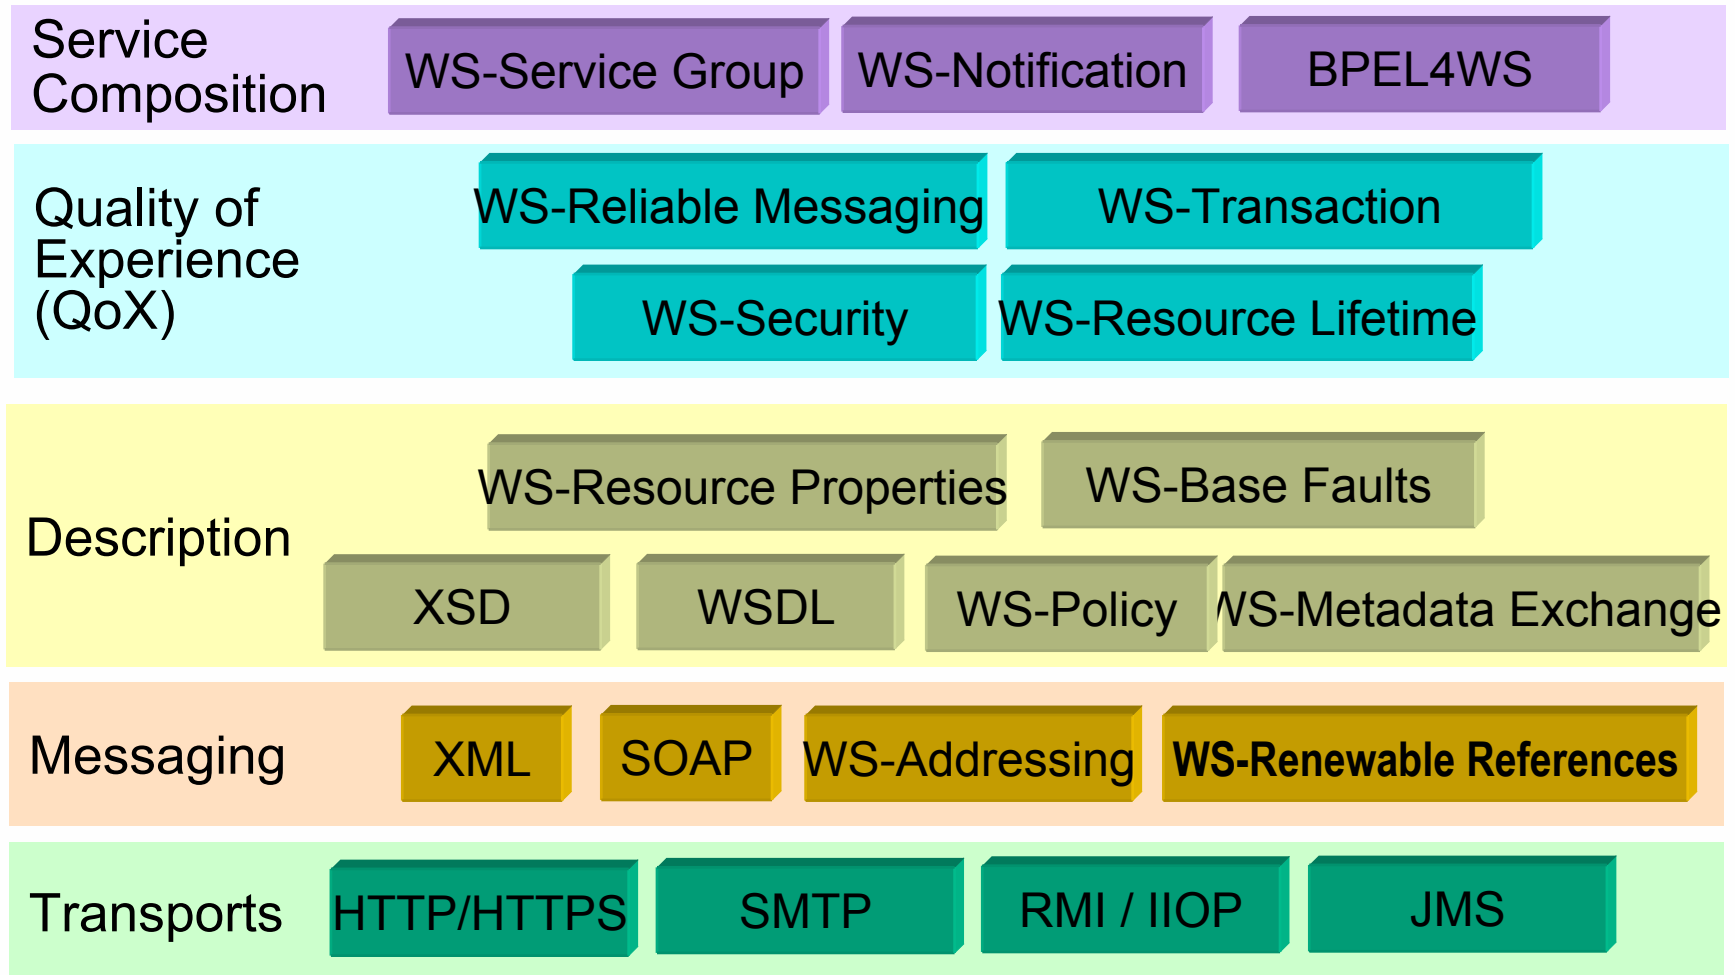 Service
Composition
WS-Service Group
WS-Notification
BPEL4WS
Quality of
Experience
(QoX)
WS-Reliable Messaging
WS-Transaction
WS-Security
WS-Resource Lifetime
Description
WS-Resource Properties
WS-Base Faults
XSD
WSDL
WS-Policy
WS-Metadata Exchange
Messaging
XML
SOAP
WS-Addressing
WS-Renewable References
Transports
HTTP/HTTPS
SMTP
RMI / IIOP
JMS